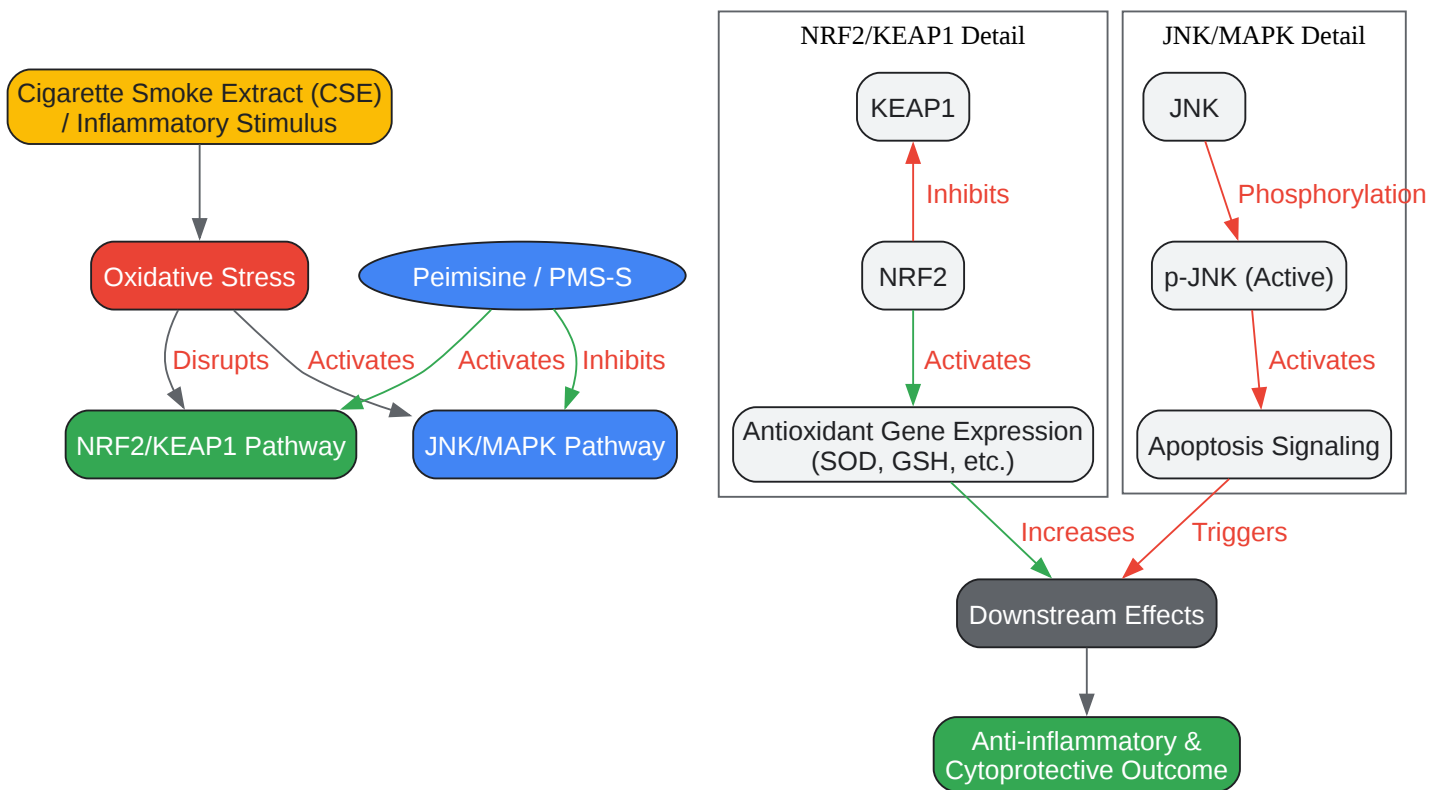 Cigarette Smoke Extract (CSE)
/ Inflammatory Stimulus
Oxidative Stress
Peimisine / PMS-S
Disrupts
Activates
Activates
Inhibits
NRF2/KEAP1 Pathway
JNK/MAPK Pathway
NRF2/KEAP1 Detail
KEAP1
Inhibits
NRF2
Activates
Antioxidant Gene Expression
(SOD, GSH, etc.)
JNK/MAPK Detail
JNK
Phosphorylation
p-JNK (Active)
Activates
Apoptosis Signaling
Increases
Triggers
Downstream Effects
Anti-inflammatory &
Cytoprotective Outcome